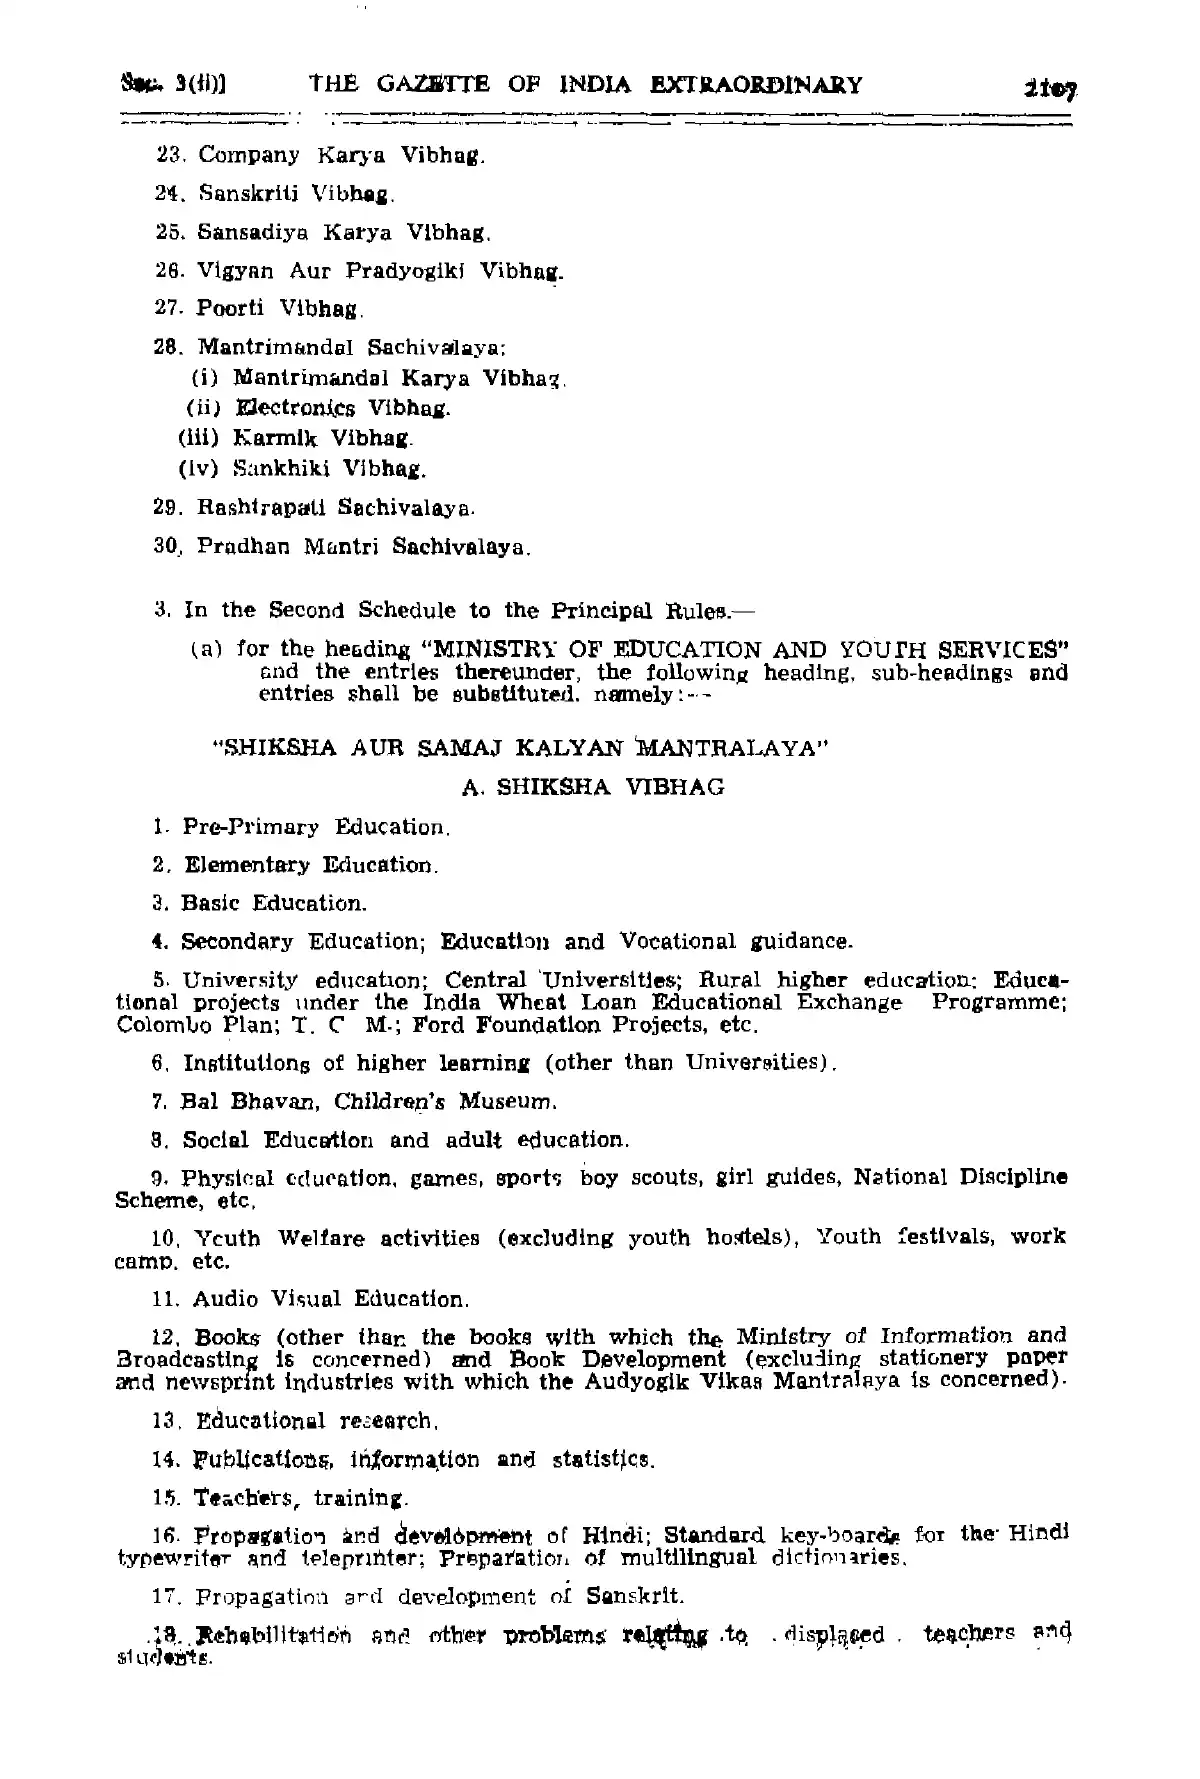 Sec. 3(ii)] THE GAZETTE OF INDIA EXTRAORDINARY 2107
23. Company Karya Vibhag.
24. Sanskriti Vibhag.
25. Sansadiya Karya Vibhag.
26. Vigyan Aur Pradyogiki Vibhag.
27. Poorti Vibhag.
28. Mantrimandal Sachivalaya:
(i) Mantrimandal Karya Vibhag.
(ii) Electronics Vibhag.
(iii) Karmik Vibhag.
(iv) Sankhiki Vibhag.
29. Rashtrapati Sachivalaya.
30. Pradhan Mantri Sachivalaya.
3. In the Second Schedule to the Principal Rules.—
(a) for the heading "MINISTRY OF EDUCATION AND YOUTH SERVICES"
and the entries thereunder, the following heading, sub-headings and
entries shall be substituted, namely:—
"SHIKSHA AUR SAMAJ KALYAN MANTRALAYA"
A. SHIKSHA VIBHAG
1. Pre-Primary Education.
2. Elementary Education.
3. Basic Education.
4. Secondary Education; Education and Vocational guidance.
5. University education; Central Universities; Rural higher education; Educa-
tional projects under the India Wheat Loan Educational Exchange Programme;
Colombo Plan; T. C M.; Ford Foundation Projects, etc.
6. Institutions of higher learning (other than Universities).
7. Bal Bhavan, Children's Museum.
8. Social Education and adult education.
9. Physical education, games, sports boy scouts, girl guides, National Discipline
Scheme, etc.
10. Youth Welfare activities (excluding youth hostels), Youth festivals, work
camp, etc.
11. Audio Visual Education.
12. Books (other than the books with which the Ministry of Information and
Broadcasting is concerned) and Book Development (excluding stationery paper
and newsprint industries with which the Audyogik Vikas Mantralaya is concerned).
13. Educational research.
14. Publications, information and statistics.
15. Teachers, training.
16. Propagation and development of Hindi; Standard key-boards for the Hindi
typewriter and teleprinter; Preparation of multilingual dictionaries.
17. Propagation and development of Sanskrit.
18. Rehabilitation and other problems relating to displaced teachers and
students.